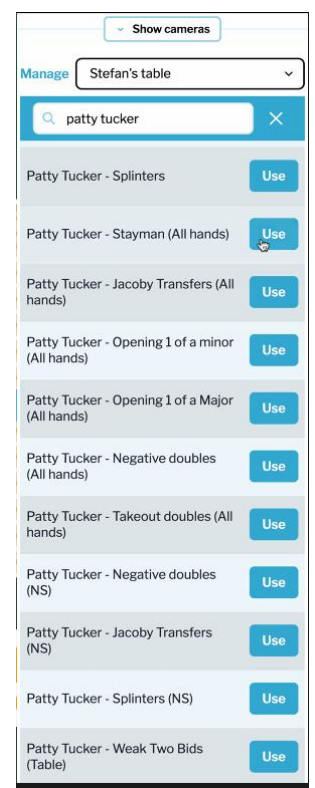 Show cameras
Manage Stefan's table
patty tucker
Patty Tucker - Splinters Use
Patty Tucker - Stayman (All hands) Use
Patty Tucker - Jacoby Transfers (All
hands) Use
Patty Tucker - Opening 1 of a minor
(All hands) Use
Patty Tucker - Opening 1 of a Major
(All hands) Use
Patty Tucker - Negative doubles
(All hands) Use
Patty Tucker - Takeout doubles (All
hands) Use
Patty Tucker - Negative doubles
(NS) Use
Patty Tucker - Jacoby Transfers
(NS) Use
Patty Tucker - Splinters (NS) Use
Patty Tucker - Weak Two Bids
(Table) Use